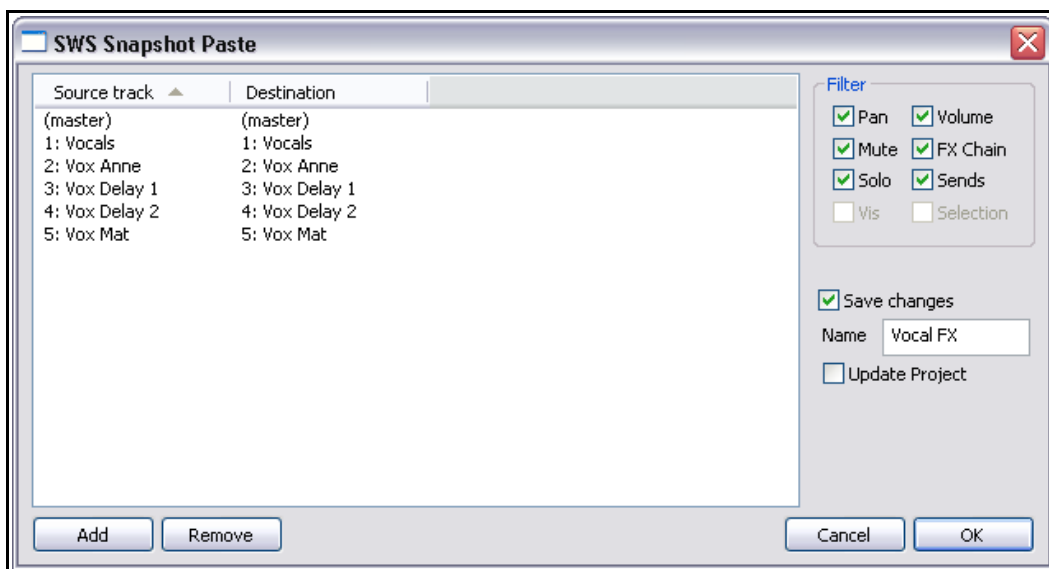 SWS Snapshot Paste
Source track Destination
(master) (master)
1: Vocals 1: Vocals
2: Vox Anne 2: Vox Anne
3: Vox Delay 1 3: Vox Delay 1
4: Vox Delay 2 4: Vox Delay 2
5: Vox Mat 5: Vox Mat
Filter
Pan Volume
Mute FX Chain
Solo Sends
Vis Selection
Save changes
Name Vocal FX
Update Project
Add Remove Cancel OK